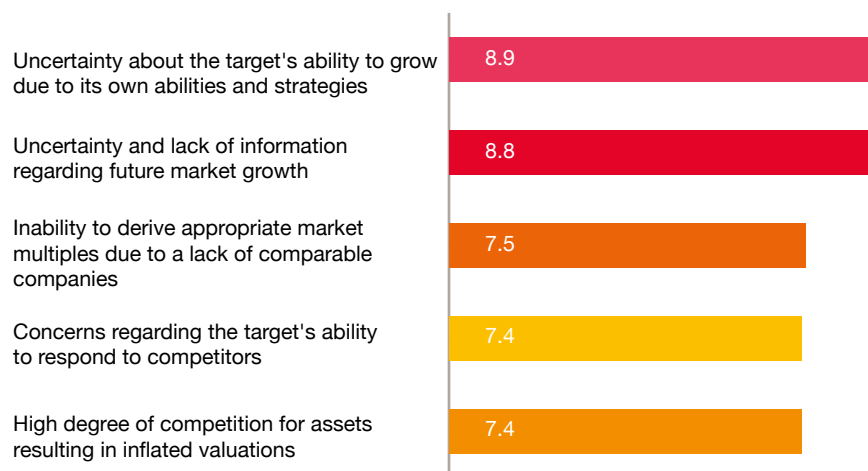 Uncertainty about the target's ability to grow
due to its own abilities and strategies
8.9
Uncertainty and lack of information
regarding future market growth
8.8
Inability to derive appropriate market
multiples due to a lack of comparable
companies
7.5
Concerns regarding the target's ability
to respond to competitors
7.4
High degree of competition for assets
resulting in inflated valuations
7.4